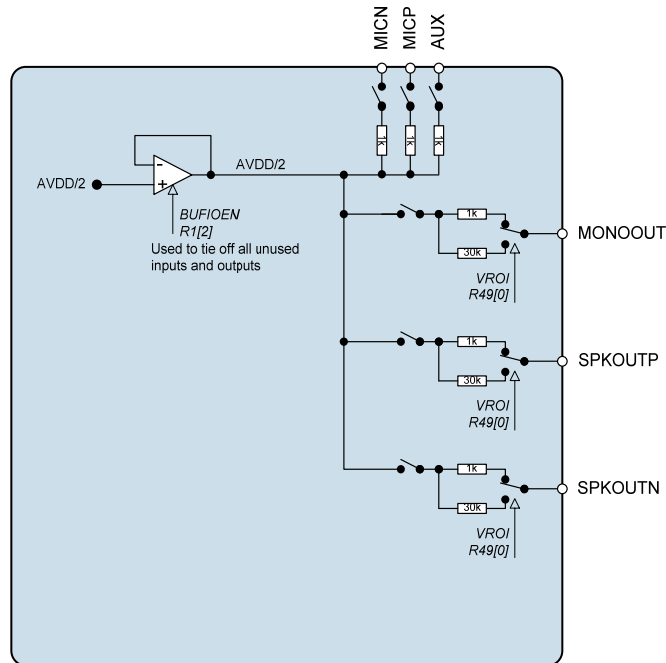 MICN
MICP
AUX
1k
1k
1k
AVDD/2
AVDD/2
BUFIOEN
R1[2]
Used to tie off all unused
inputs and outputs
1k
30k
VROI
R49[0]
MONOOUT
1k
30k
VROI
R49[0]
SPKOUTP
1k
30k
VROI
R49[0]
SPKOUTN